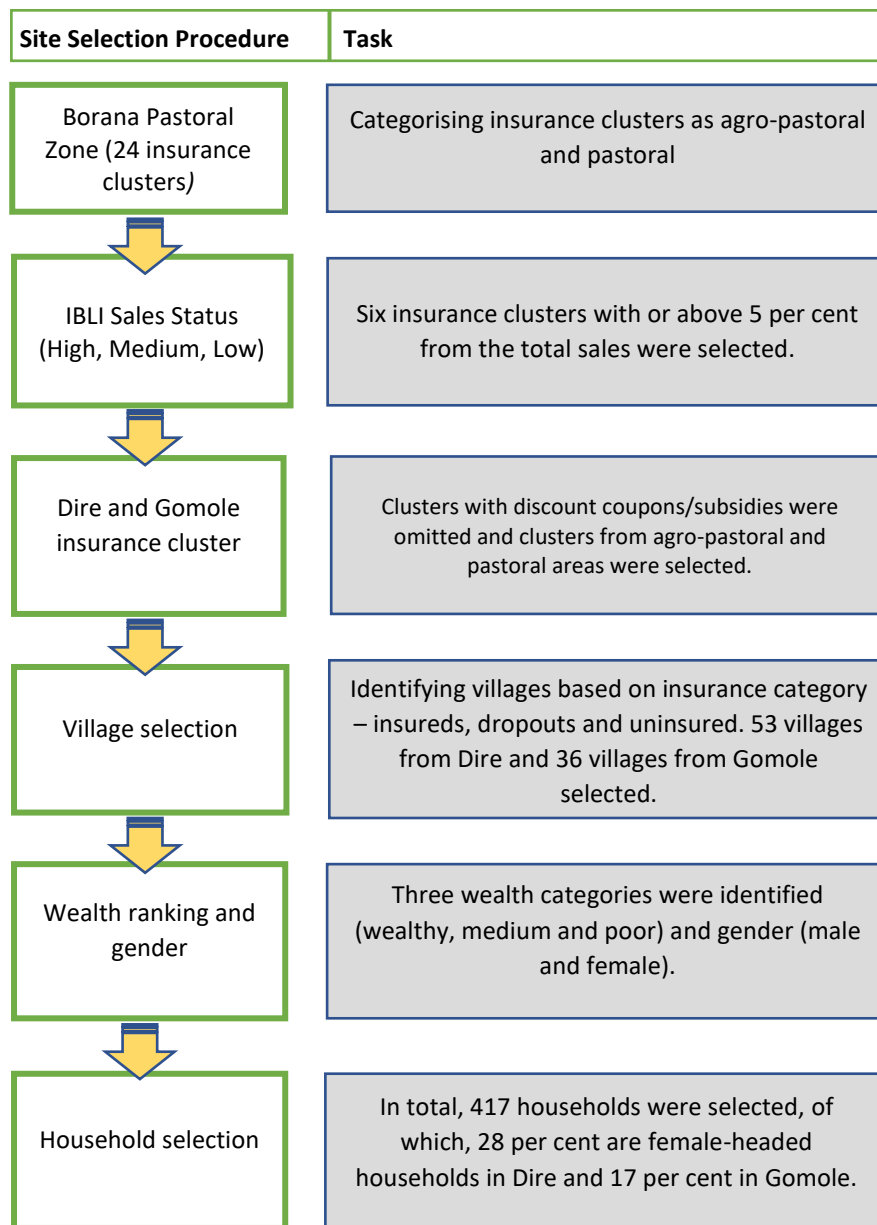 Site Selection Procedure
Task
Borana Pastoral
Zone (24 insurance
clusters)
Categorising insurance clusters as agro-pastoral
and pastoral
IBLI Sales Status
(High, Medium, Low)
Six insurance clusters with or above 5 per cent
from the total sales were selected.
Dire and Gomole
insurance cluster
Clusters with discount coupons/subsidies were
omitted and clusters from agro-pastoral and
pastoral areas were selected.
Village selection
Identifying villages based on insurance category
– insureds, dropouts and uninsured. 53 villages
from Dire and 36 villages from Gomole
selected.
Wealth ranking and
gender
Three wealth categories were identified
(wealthy, medium and poor) and gender (male
and female).
Household selection
In total, 417 households were selected, of
which, 28 per cent are female-headed
households in Dire and 17 per cent in Gomole.